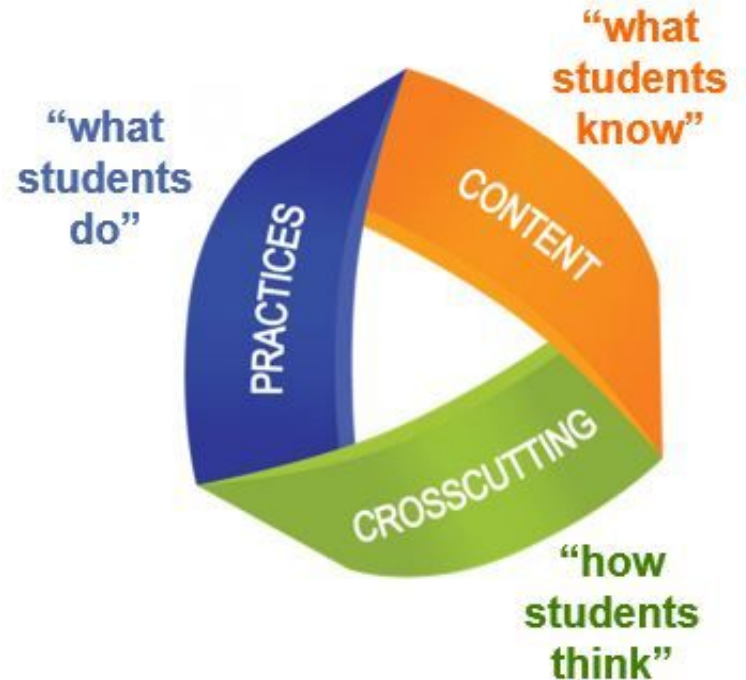 “what
students
know”
“what
students
do”
CONTENT
PRACTICES
CROSSCUTTING
“how
students
think”